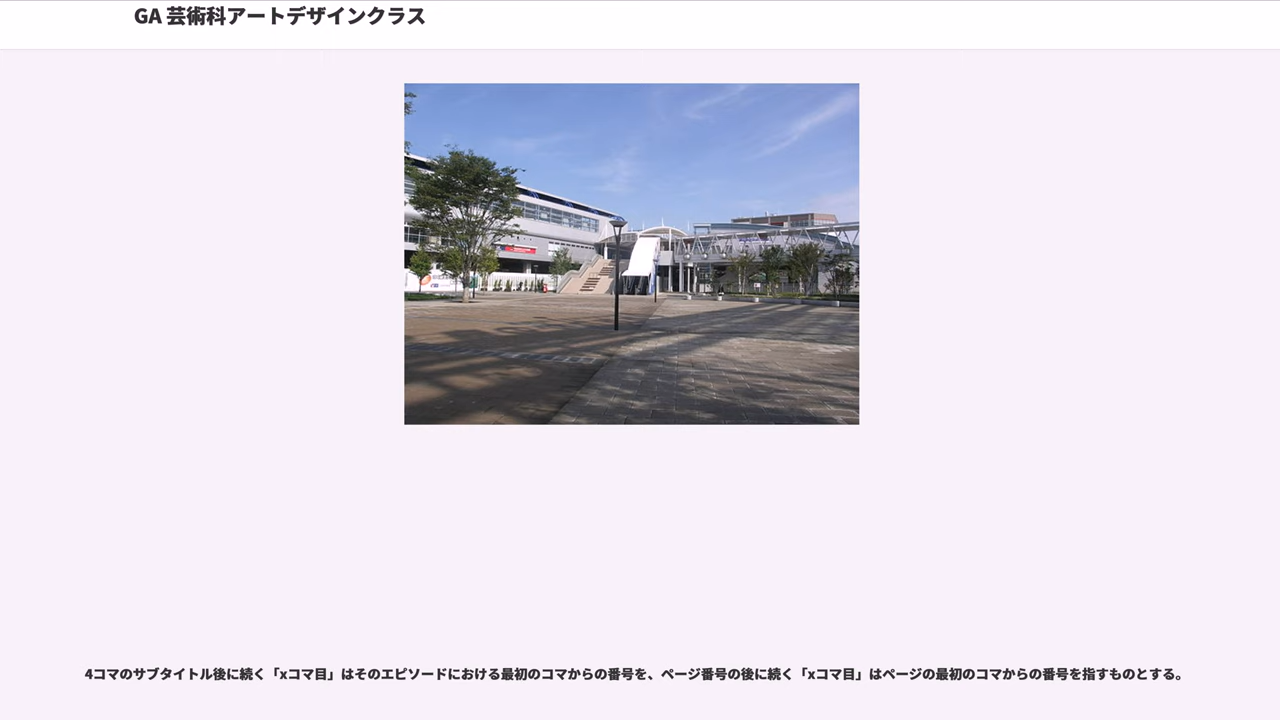 GA 芸術科アートデザインクラス
4コマのサブタイトル後に続く「xコマ目」はそのエピソードにおける最初のコマからの番号を、ページ番号の後に続く「xコマ目」はページの最初のコマからの番号を指すものとする。